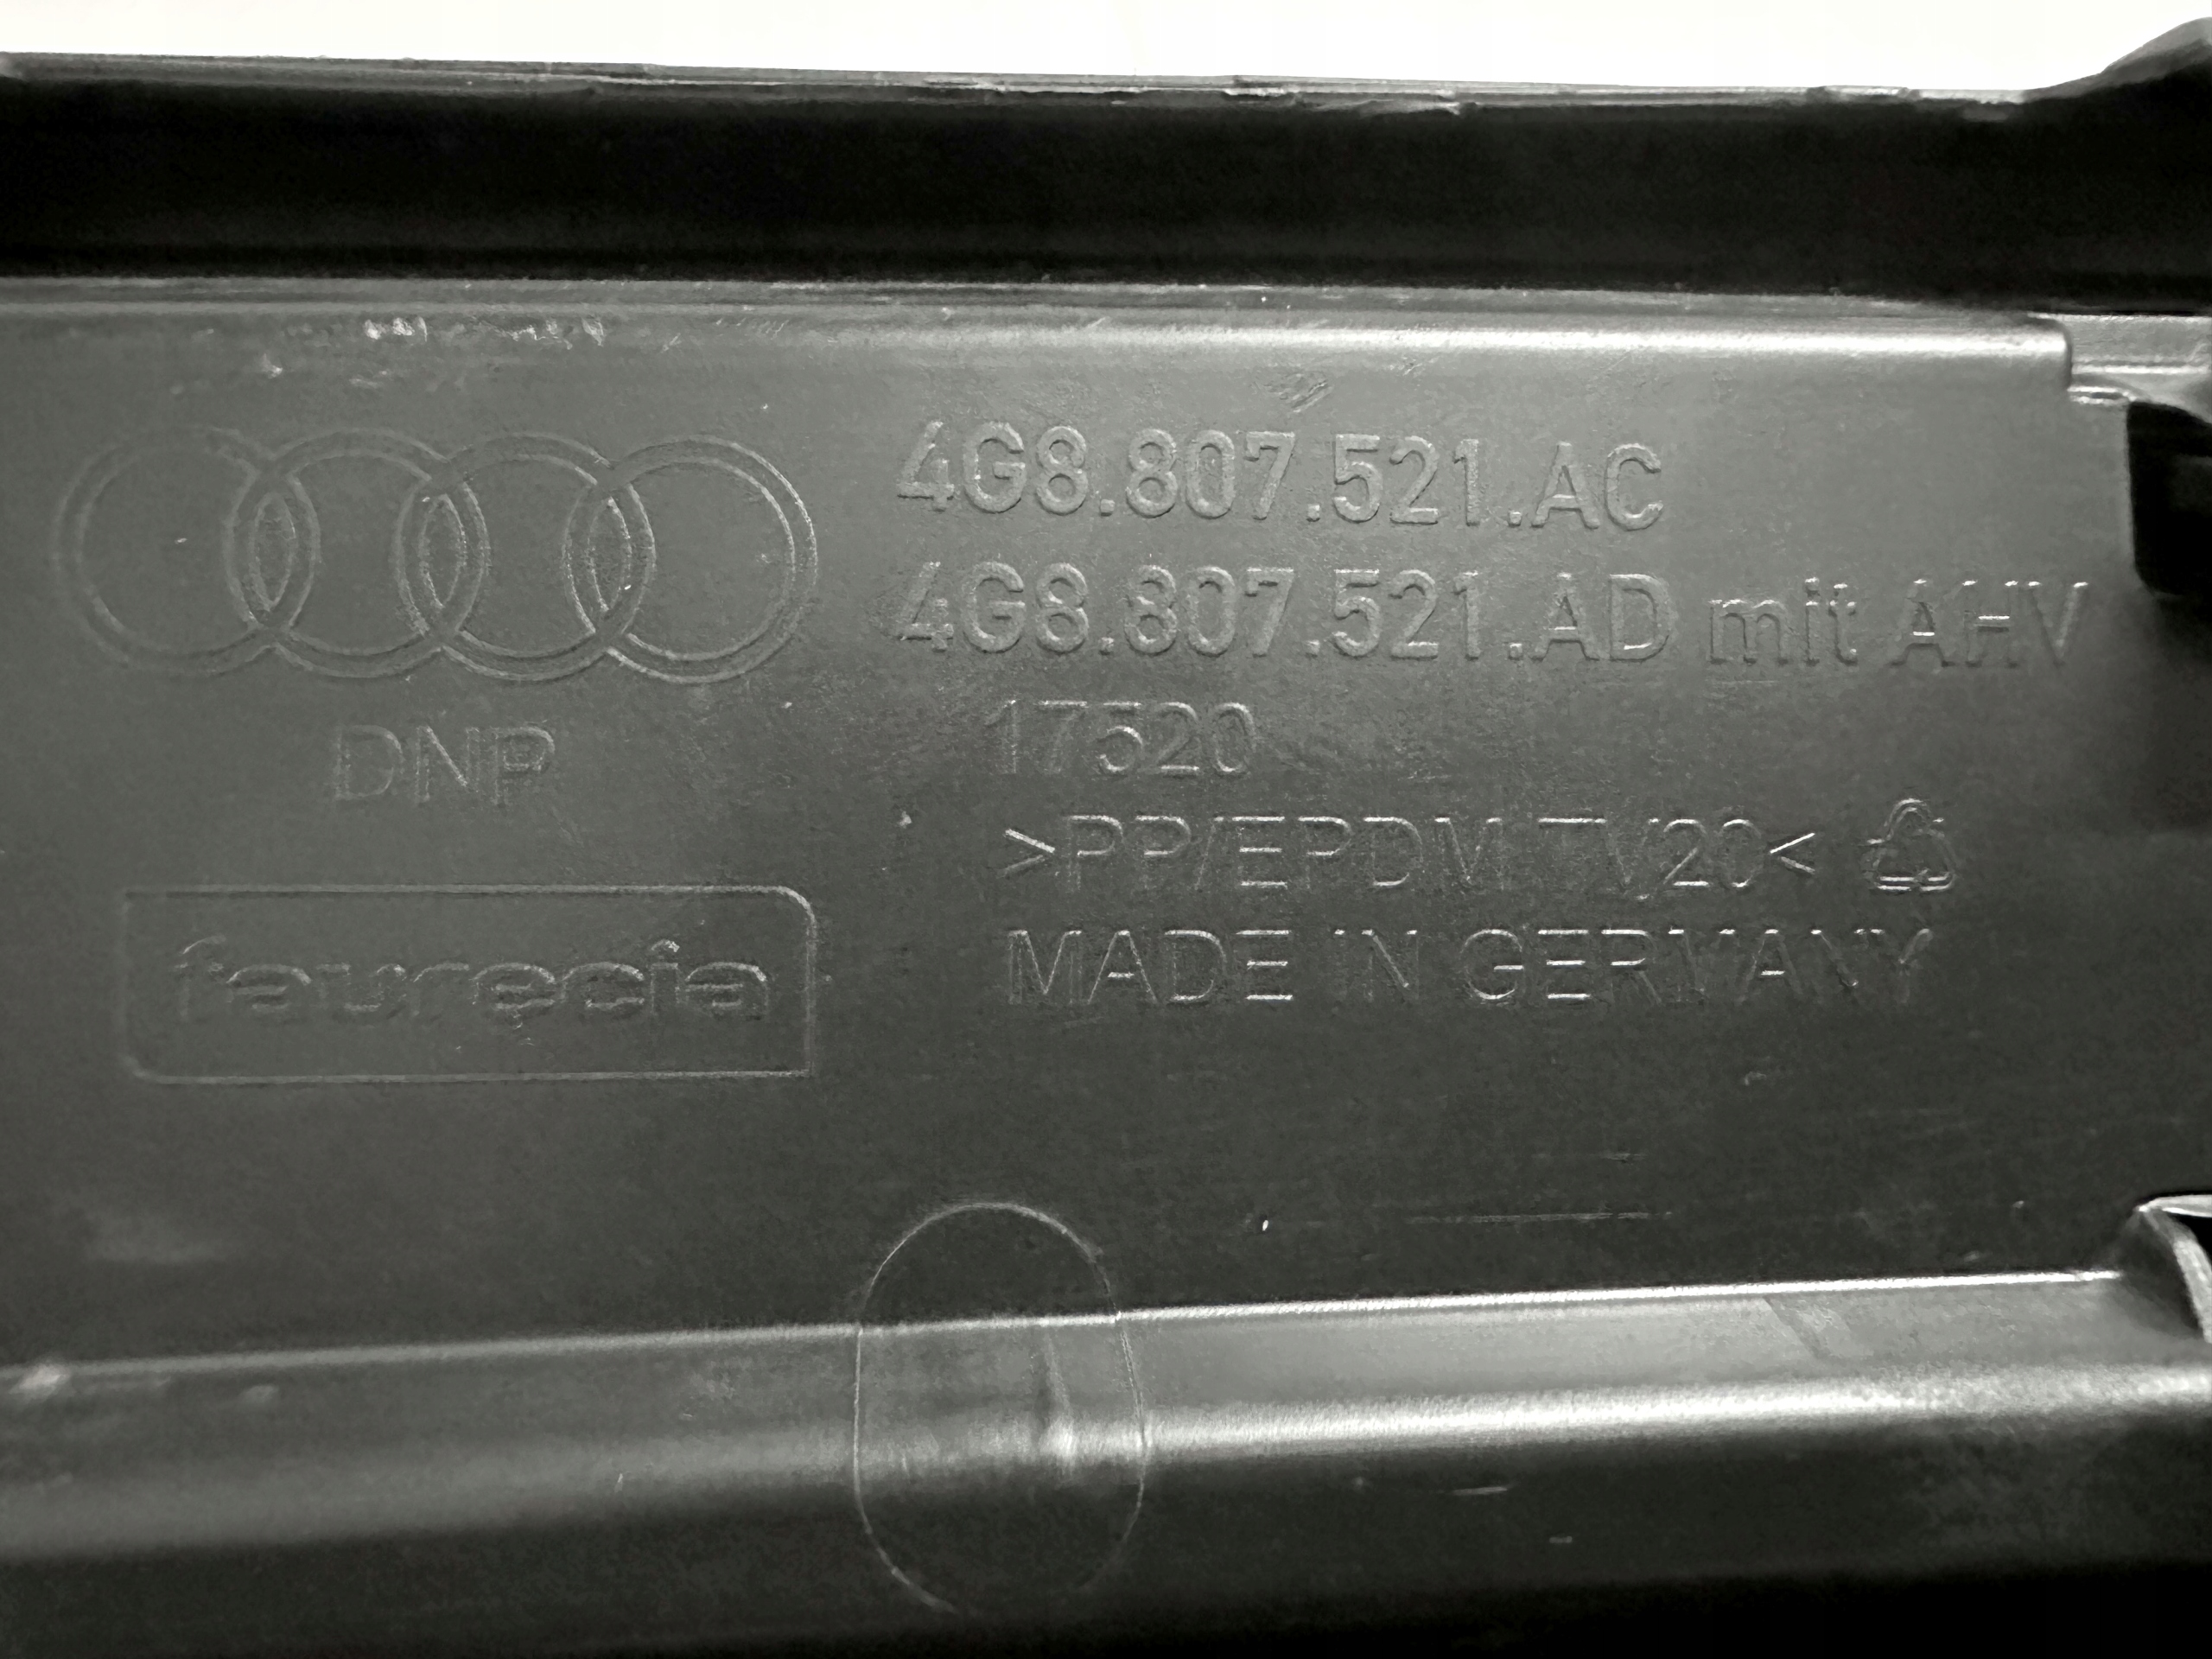 4G8.807.521.AC
4G8.807.521.AD mit AHV
DNP
17520
>PP/EPDM TV20<
faurecia
MADE IN GERMANY